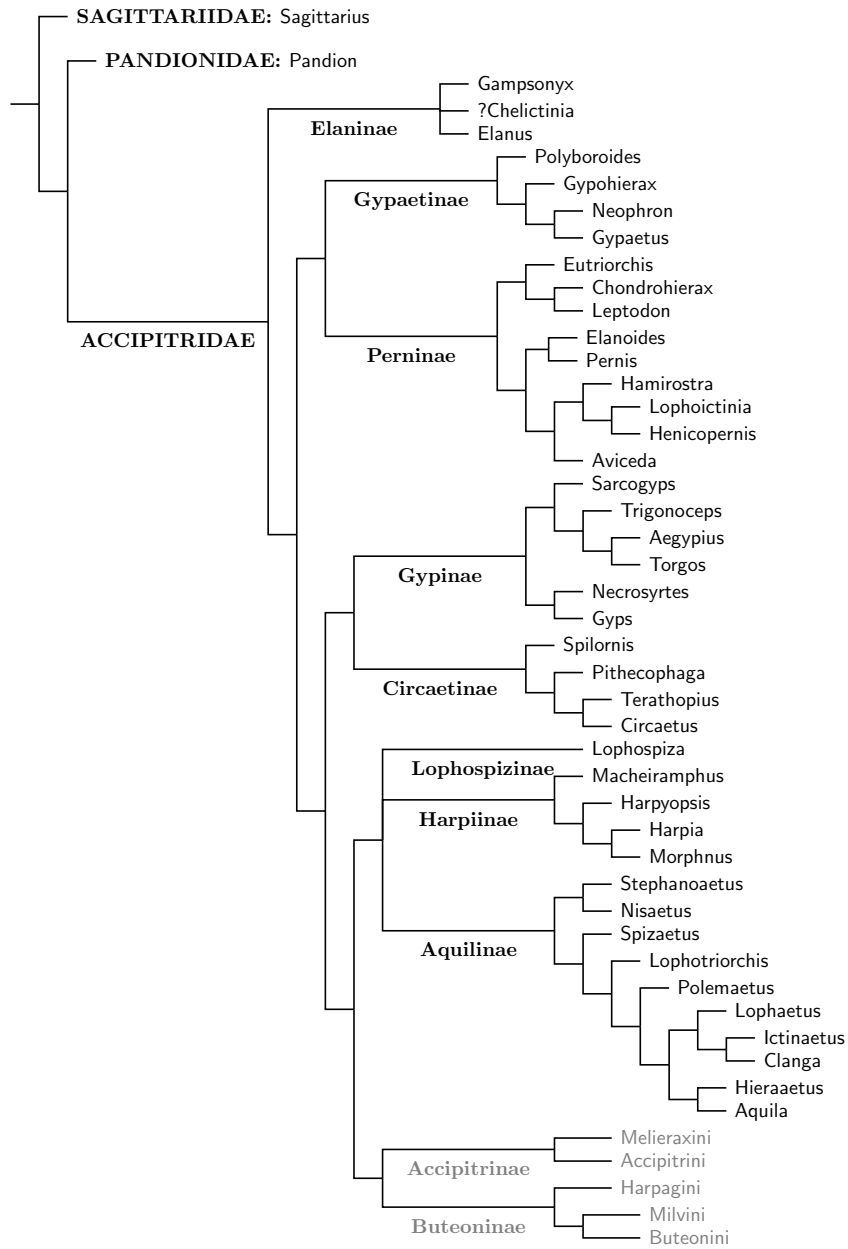 SAGITTARIIDAE: Sagittarius
PANDIONIDAE: Pandion
Gampsonyx
?Chelictinia
Elaninae
Elanus
Polyboroides
Gypohierax
Gypaetinae
Neophron
Gypaetus
Eutriorchis
Chondrohierax
Leptodon
Elanoides
ACCIPITRIDAE
Perninae
Pernis
Hamirostra
Lophoictinia
Henicopernis
Aviceda
Sarcogyps
Trigonoceps
Aegypius
Torgos
Gypinae
Necrosyrtes
Gyps
Spilornis
Pithecophaga
Circaetinae
Terathopius
Circaetus
Lophospiza
Lophospizinae
Macheiramphus
Harpyopsis
Harpiinae
Harpia
Morphnus
Stephanoaetus
Nisaetus
Spizaetus
Aquilinae
Lophotriorchis
Polemaetus
Lophaetus
Ictinaetus
Clanga
Hieraaetus
Aquila
Melieraxini
Accipitrinae
Accipitrini
Harpagini
Milvini
Buteoninae
Buteonini